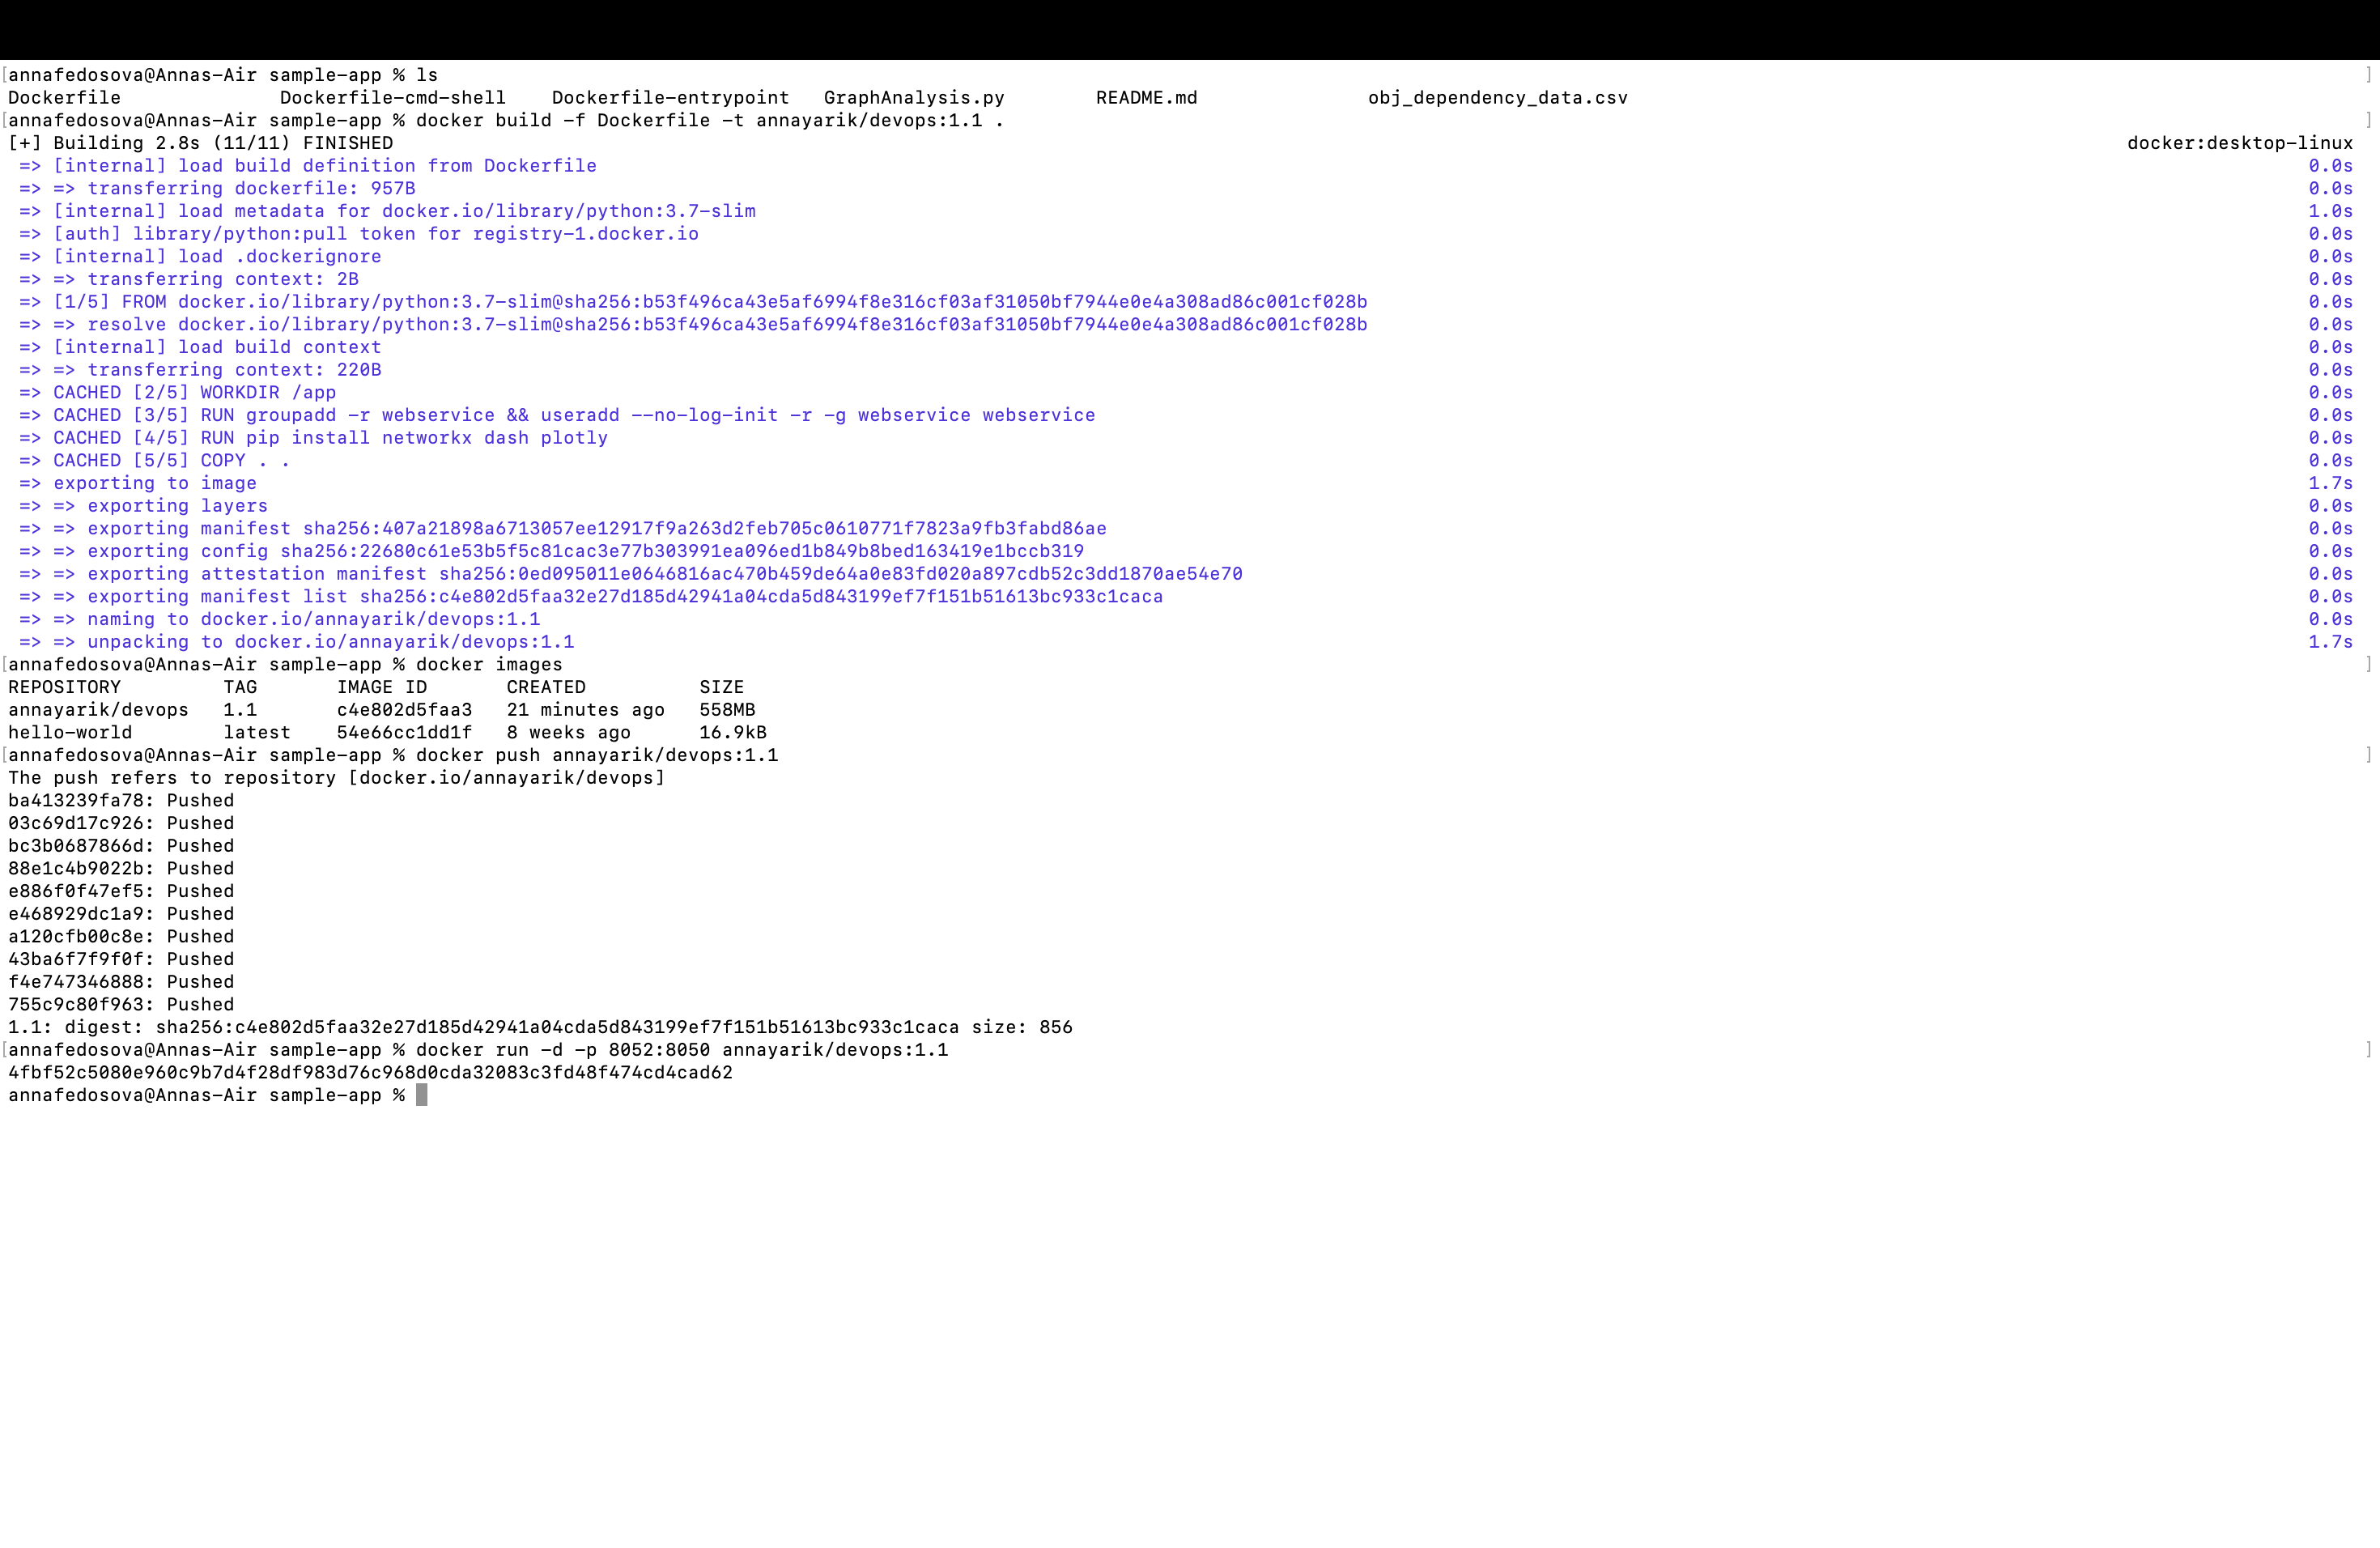 annafedosova@Annas-Air sample-app % ls
Dockerfile Dockerfile-cmd-shell Dockerfile-entrypoint GraphAnalysis.py README.md obj_dependency_data.csv
annafedosova@Annas-Air sample-app % docker build -f Dockerfile -t annayarik/devops:1.1 .
[+] Building 2.8s (11/11) FINISHED docker:desktop-linux
=> [internal] load build definition from Dockerfile 0.0s
=> => transferring dockerfile: 957B 0.0s
=> [internal] load metadata for docker.io/library/python:3.7-slim 1.0s
=> [auth] library/python:pull token for registry-1.docker.io 0.0s
=> [internal] load .dockerignore 0.0s
=> => transferring context: 2B 0.0s
=> [1/5] FROM docker.io/library/python:3.7-slim@sha256:b53f496ca43e5af6994f8e316cf03af31050bf7944e0e4a308ad86c001cf028b 0.0s
=> => resolve docker.io/library/python:3.7-slim@sha256:b53f496ca43e5af6994f8e316cf03af31050bf7944e0e4a308ad86c001cf028b 0.0s
=> [internal] load build context 0.0s
=> => transferring context: 220B 0.0s
=> CACHED [2/5] WORKDIR /app 0.0s
=> CACHED [3/5] RUN groupadd -r webservice && useradd --no-log-init -r -g webservice webservice 0.0s
=> CACHED [4/5] RUN pip install networkx dash plotly 0.0s
=> CACHED [5/5] COPY . . 0.0s
=> exporting to image 1.7s
=> => exporting layers 0.0s
=> => exporting manifest sha256:407a21898a6713057ee12917f9a263d2feb705c0610771f7823a9fb3fabd86ae 0.0s
=> => exporting config sha256:22680c61e53b5f5c81cac3e77b303991ea096ed1b849b8bed163419e1bccb319 0.0s
=> => exporting attestation manifest sha256:0ed095011e0646816ac470b459de64a0e83fd020a897cdb52c3dd1870ae54e70 0.0s
=> => exporting manifest list sha256:c4e802d5faa32e27d185d42941a04cda5d843199ef7f151b51613bc933c1caca 0.0s
=> => naming to docker.io/annayarik/devops:1.1 0.0s
=> => unpacking to docker.io/annayarik/devops:1.1 1.7s
annafedosova@Annas-Air sample-app % docker images
REPOSITORY TAG IMAGE ID CREATED SIZE
annayarik/devops 1.1 c4e802d5faa3 21 minutes ago 558MB
hello-world latest 54e66cc1dd1f 8 weeks ago 16.9kB
annafedosova@Annas-Air sample-app % docker push annayarik/devops:1.1
The push refers to repository [docker.io/annayarik/devops]
ba413239fa78: Pushed
03c69d17c926: Pushed
bc3b0687866d: Pushed
88e1c4b9022b: Pushed
e886f0f47ef5: Pushed
e468929dc1a9: Pushed
a120cfb00c8e: Pushed
43ba6f7f9f0f: Pushed
f4e747346888: Pushed
755c9c80f963: Pushed
1.1: digest: sha256:c4e802d5faa32e27d185d42941a04cda5d843199ef7f151b51613bc933c1caca size: 856
annafedosova@Annas-Air sample-app % docker run -d -p 8052:8050 annayarik/devops:1.1
4fbf52c5080e960c9b7d4f28df983d76c968d0cda32083c3fd48f474cd4cad62
annafedosova@Annas-Air sample-app %